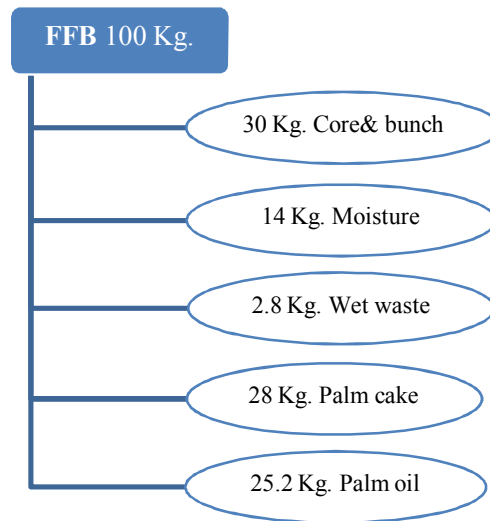 FFB 100 Kg.
30 Kg. Core& bunch
14 Kg. Moisture
2.8 Kg. Wet waste
28 Kg. Palm cake
25.2 Kg. Palm oil